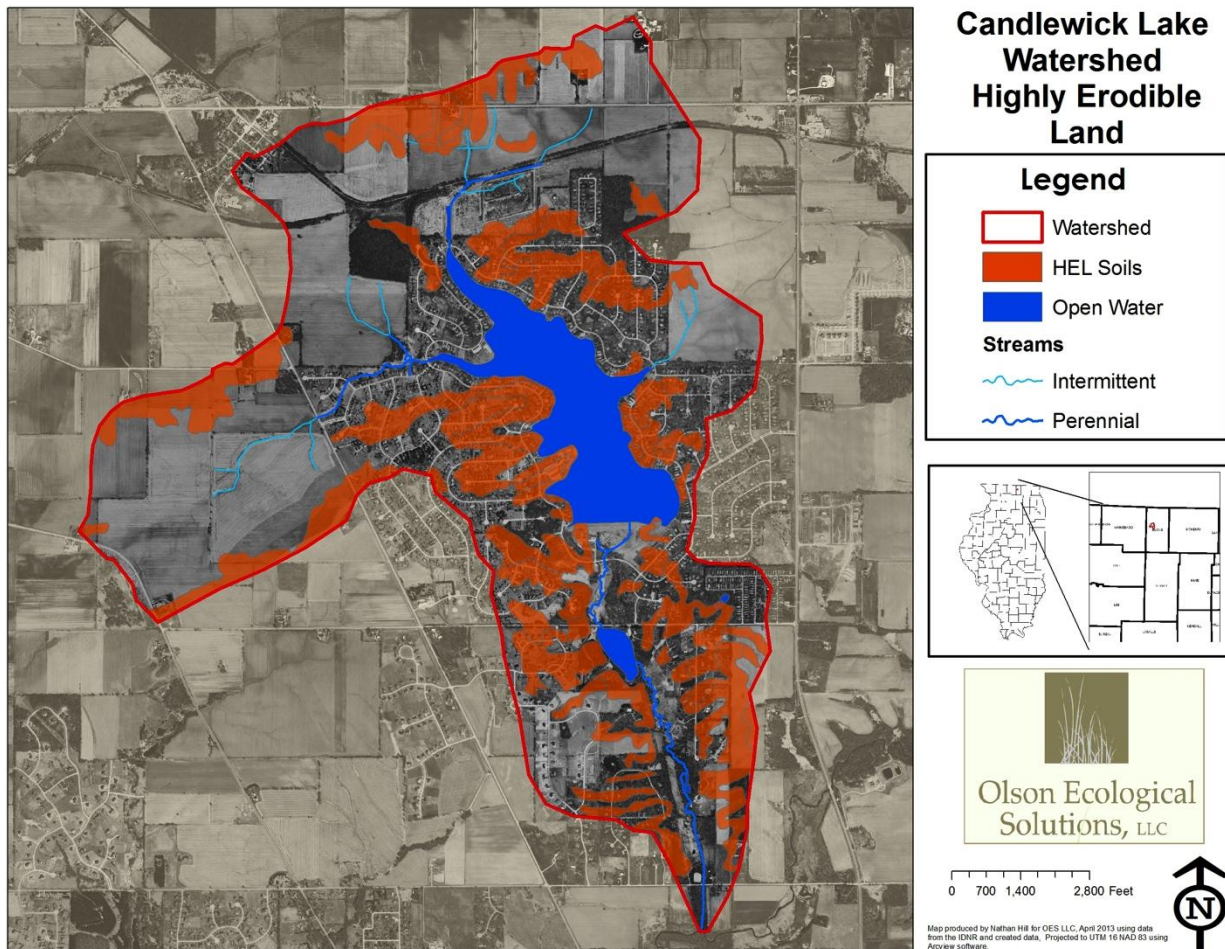 Candlewick Lake
Watershed
Highly Erodible
Land
Legend
Watershed
HEL Soils
Open Water
Streams
Intermittent
Perennial
Olson Ecological
Solutions, LLC
0 700 1,400 2,800 Feet
N
Map produced by Nathan Hill for OES LLC, April 2013 using data
from the IDNR and created data, Projected to UTM 16 NAD 83 using
Arcview software.